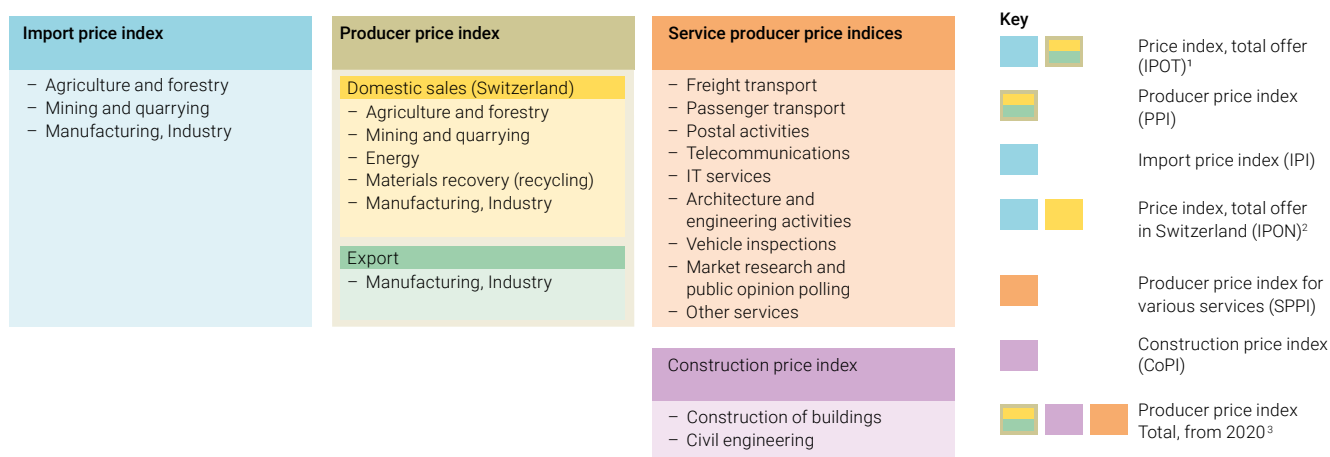 Import price index
– Agriculture and forestry
– Mining and quarrying
– Manufacturing, Industry
Producer price index
Domestic sales (Switzerland)
– Agriculture and forestry
– Mining and quarrying
– Energy
– Materials recovery (recycling)
– Manufacturing, Industry
Export
– Manufacturing, Industry
Service producer price indices
– Freight transport
– Passenger transport
– Postal activities
– Telecommunications
– IT services
– Architecture and
engineering activities
– Vehicle inspections
– Market research and
public opinion polling
– Other services
Construction price index
– Construction of buildings
– Civil engineering
Key
Price index, total offer
(IPOT)¹
Producer price index
(PPI)
Import price index (IPI)
Price index, total offer
in Switzerland (IPON)²
Producer price index for
various services (SPPI)
Construction price index
(CoPI)
Producer price index
Total, from 2020³